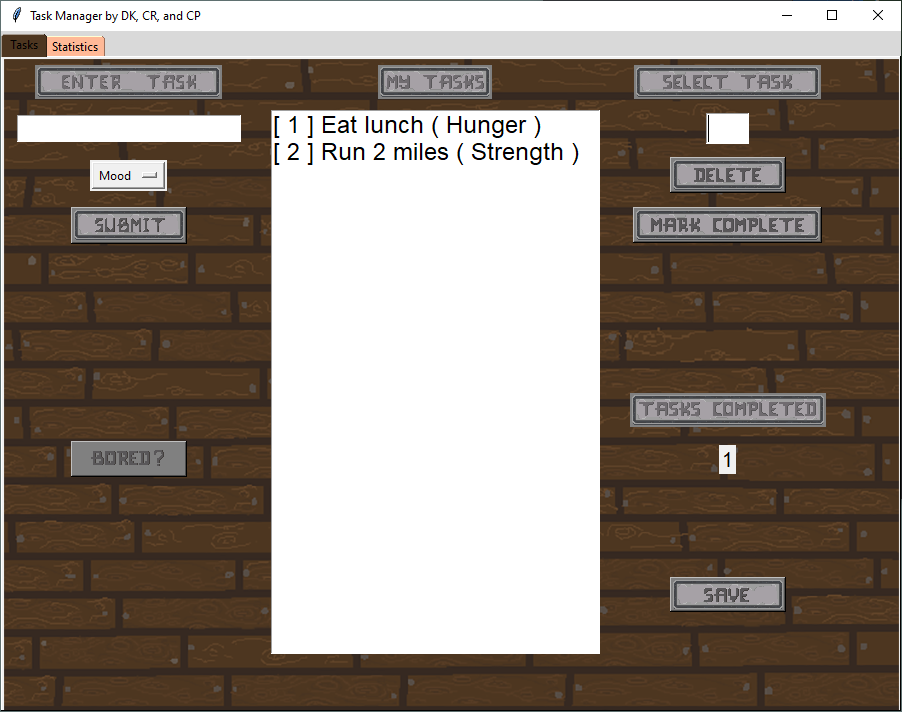 Task Manager by DK, CR, and CP
Tasks
Statistics
ENTER TASK
MY TASKS
SELECT TASK
[ 1 ] Eat lunch ( Hunger )
[ 2 ] Run 2 miles ( Strength )
Mood
DELETE
SUBMIT
MARK COMPLETE
TASKS COMPLETED
BORED?
1
SAVE